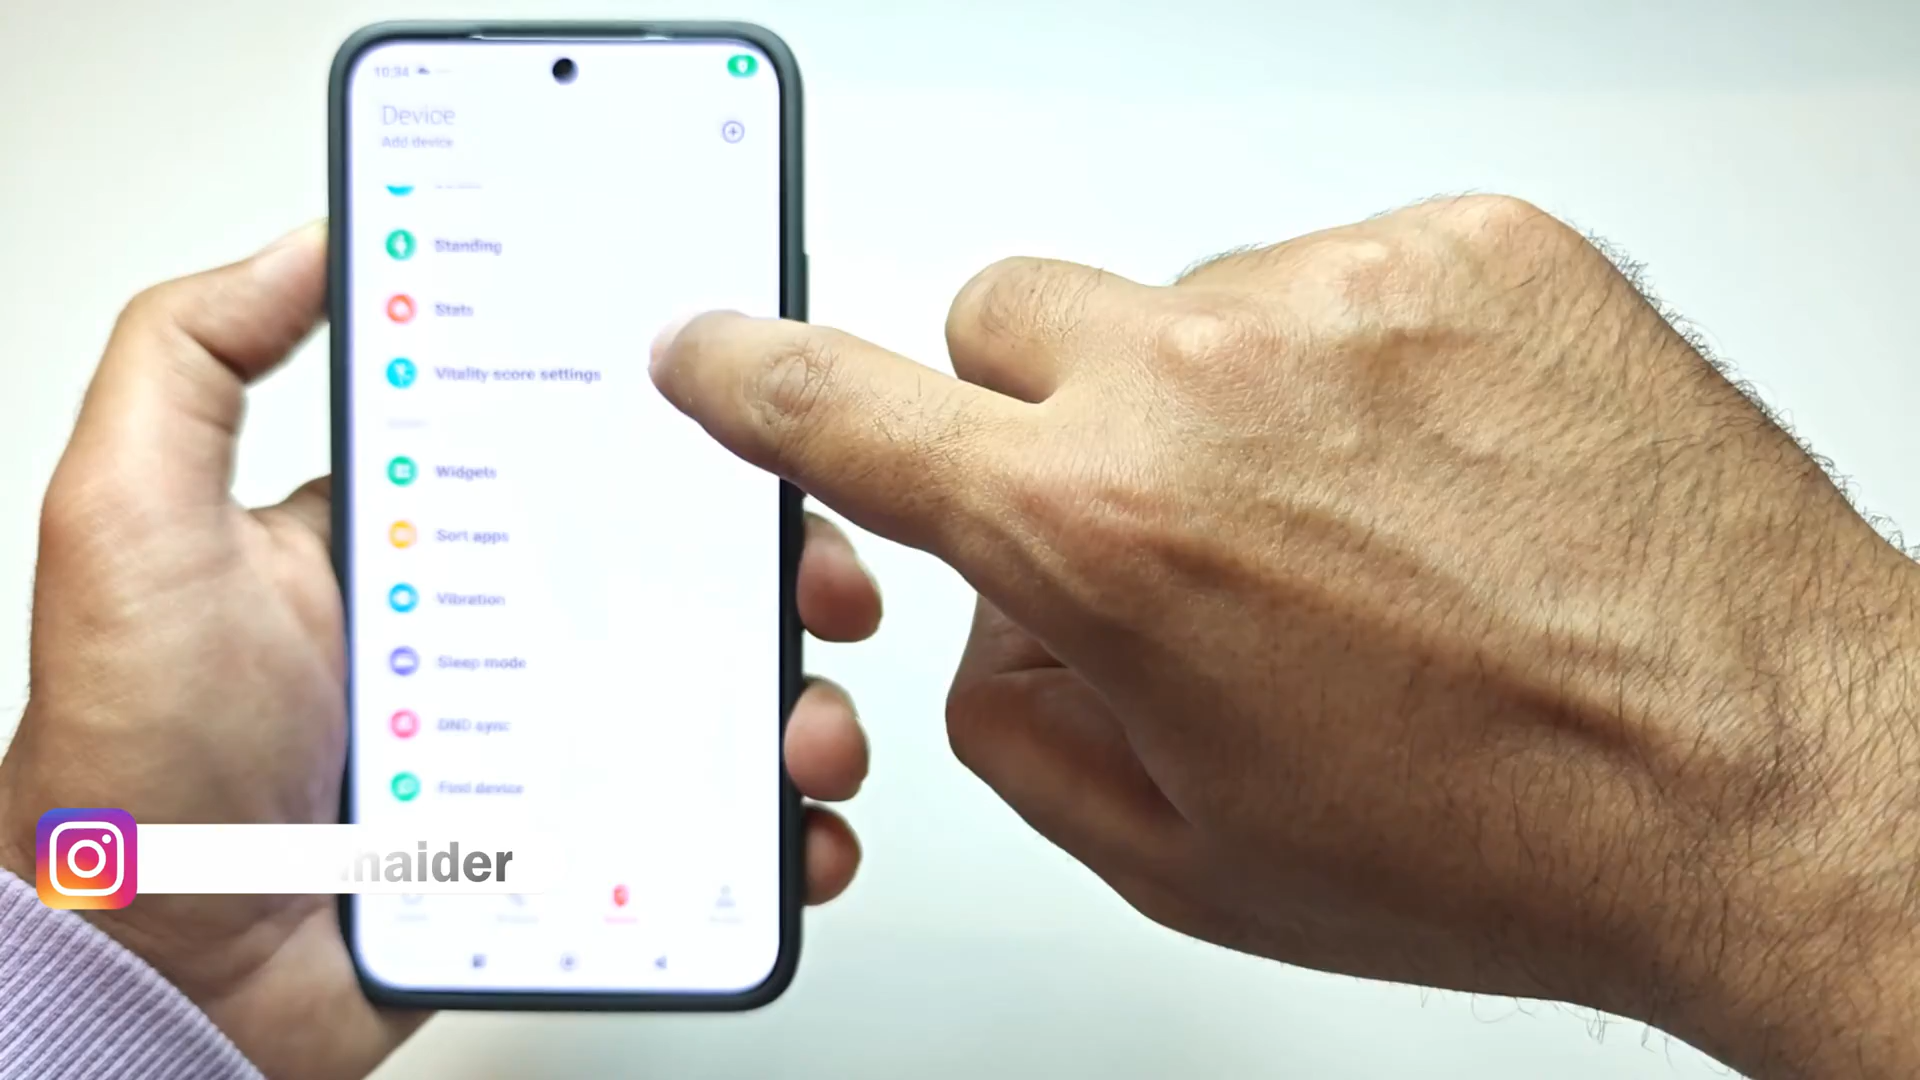 10:34
Device
Add device
Standing
Stats
Vitality score settings
Widgets
Sort apps
Vibration
Sleep mode
DND sync
Find device
haider